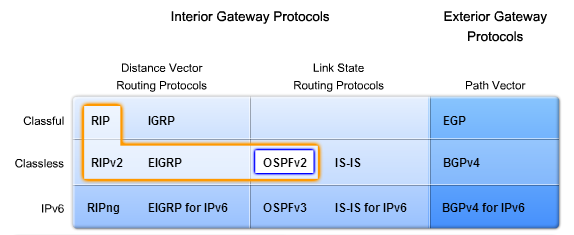 Interior Gateway Protocols
Exterior Gateway
Protocols
Distance Vector
Routing Protocols
Link State
Routing Protocols
Path Vector
Classful RIP IGRP EGP
Classless RIPv2 EIGRP OSPFv2 IS-IS BGPv4
IPv6 RIPng EIGRP for IPv6 OSPFv3 IS-IS for IPv6 BGPv4 for IPv6